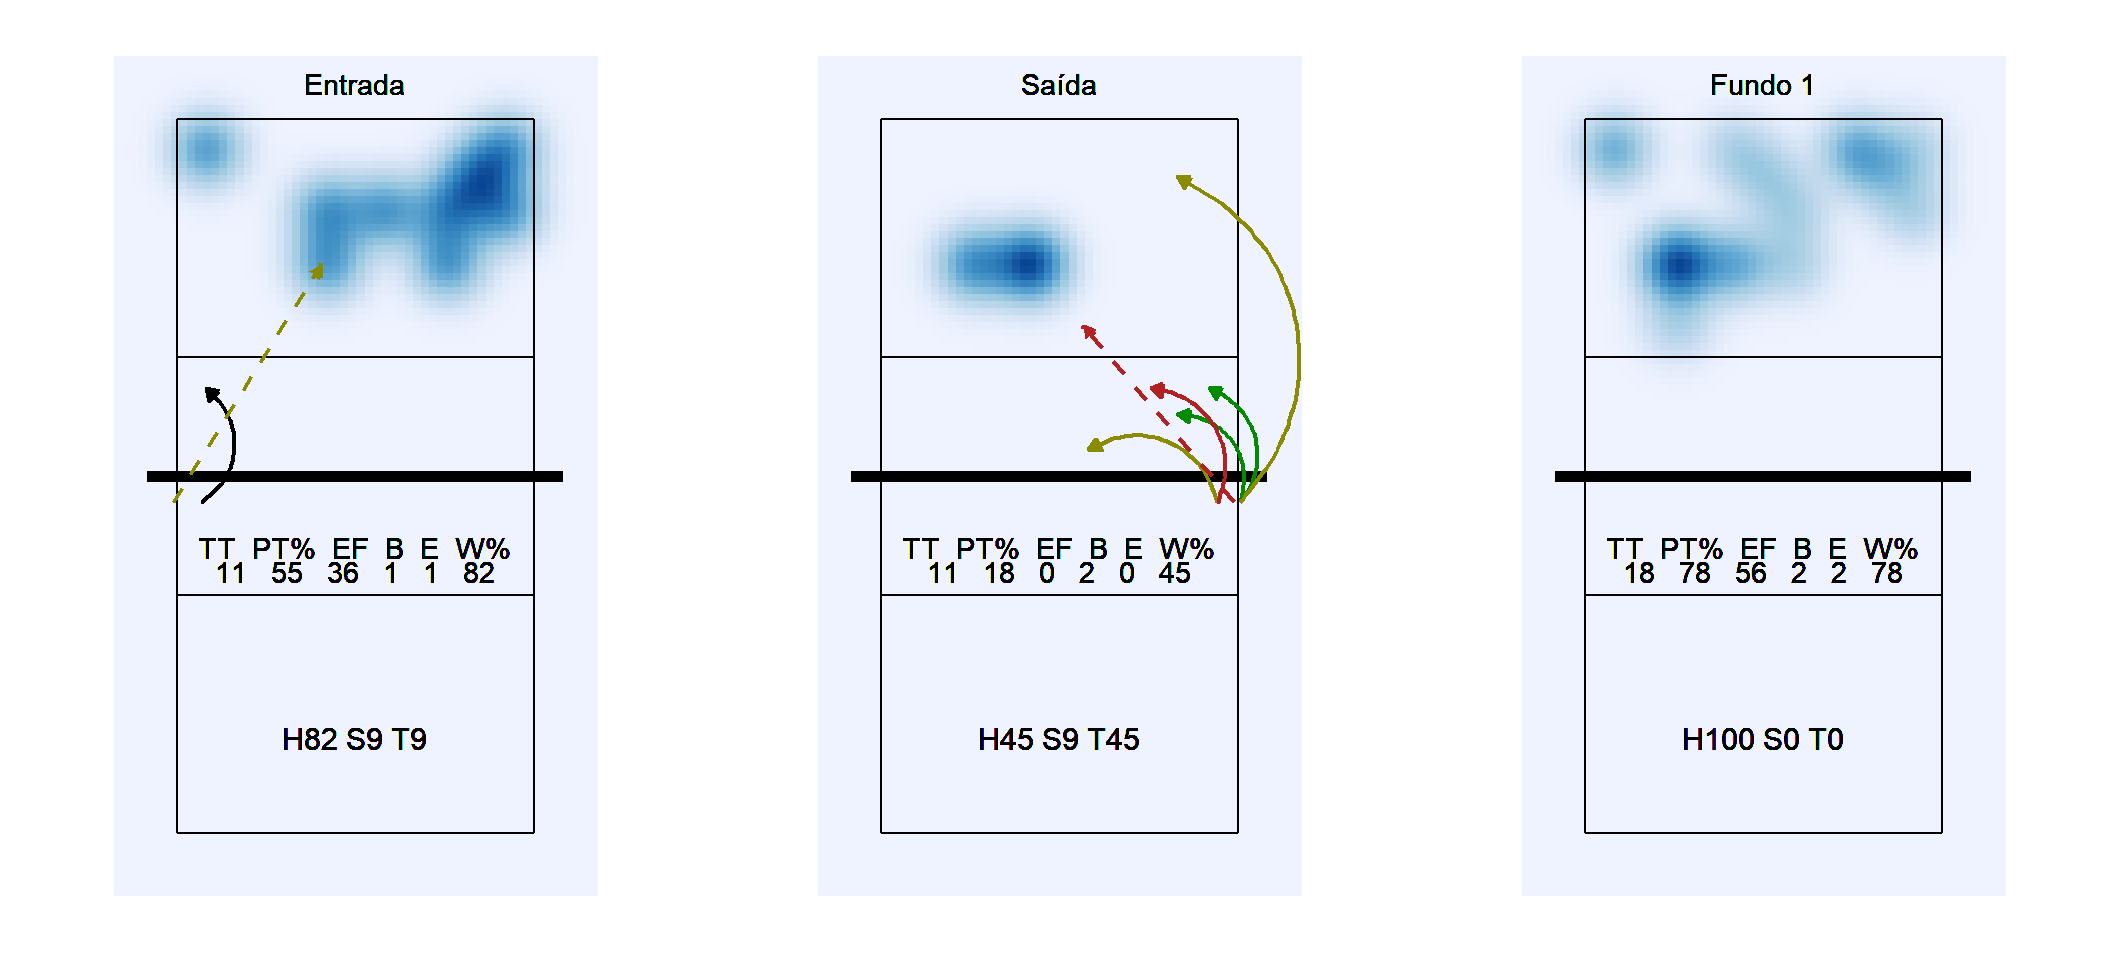 Entrada
TT PT% EF B E W%
11 55 36 1 1 82
H82 S9 T9
Saída
TT PT% EF B E W%
11 18 0 2 0 45
H45 S9 T45
Fundo 1
TT PT% EF B E W%
18 78 56 2 2 78
H100 S0 T0